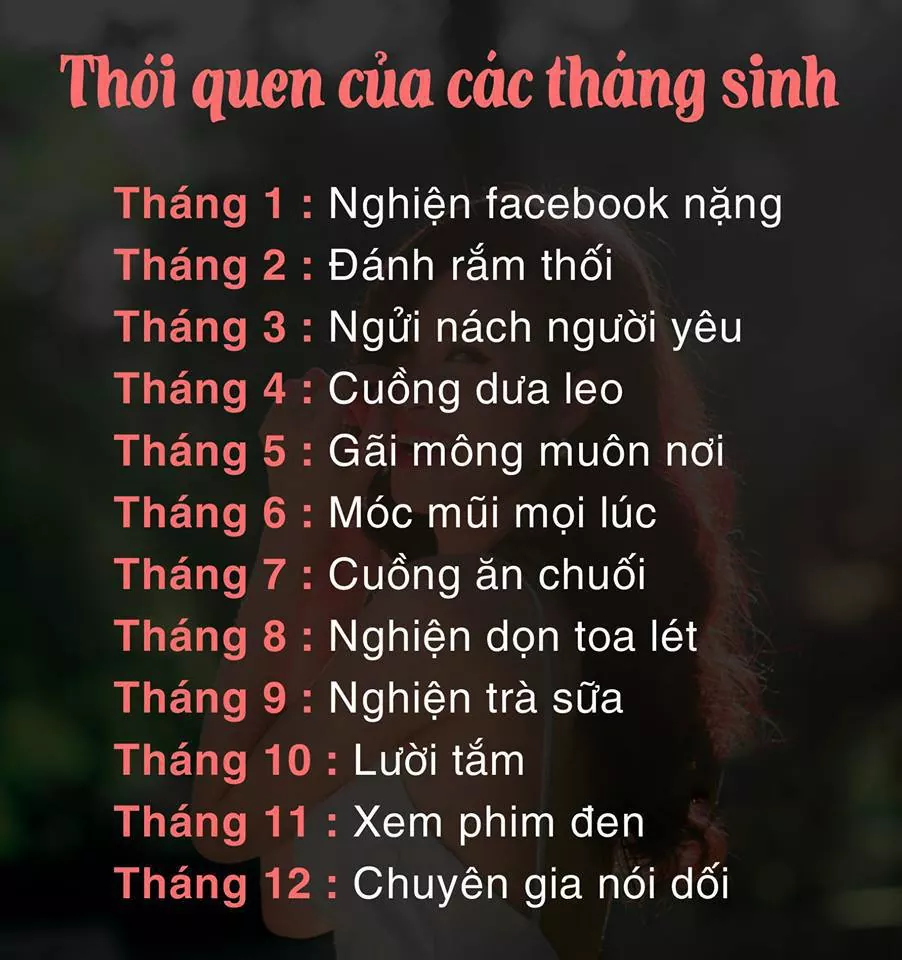 Thói quen của các tháng sinh
Tháng 1 : Nghiện facebook nặng
Tháng 2 : Đánh rắm thối
Tháng 3 : Ngửi nách người yêu
Tháng 4 : Cuồng dưa leo
Tháng 5 : Gãi mông muôn nơi
Tháng 6 : Móc mũi mọi lúc
Tháng 7 : Cuồng ăn chuối
Tháng 8 : Nghiện dọn toa lét
Tháng 9 : Nghiện trà sữa
Tháng 10 : Lười tắm
Tháng 11 : Xem phim đen
Tháng 12 : Chuyên gia nói dối